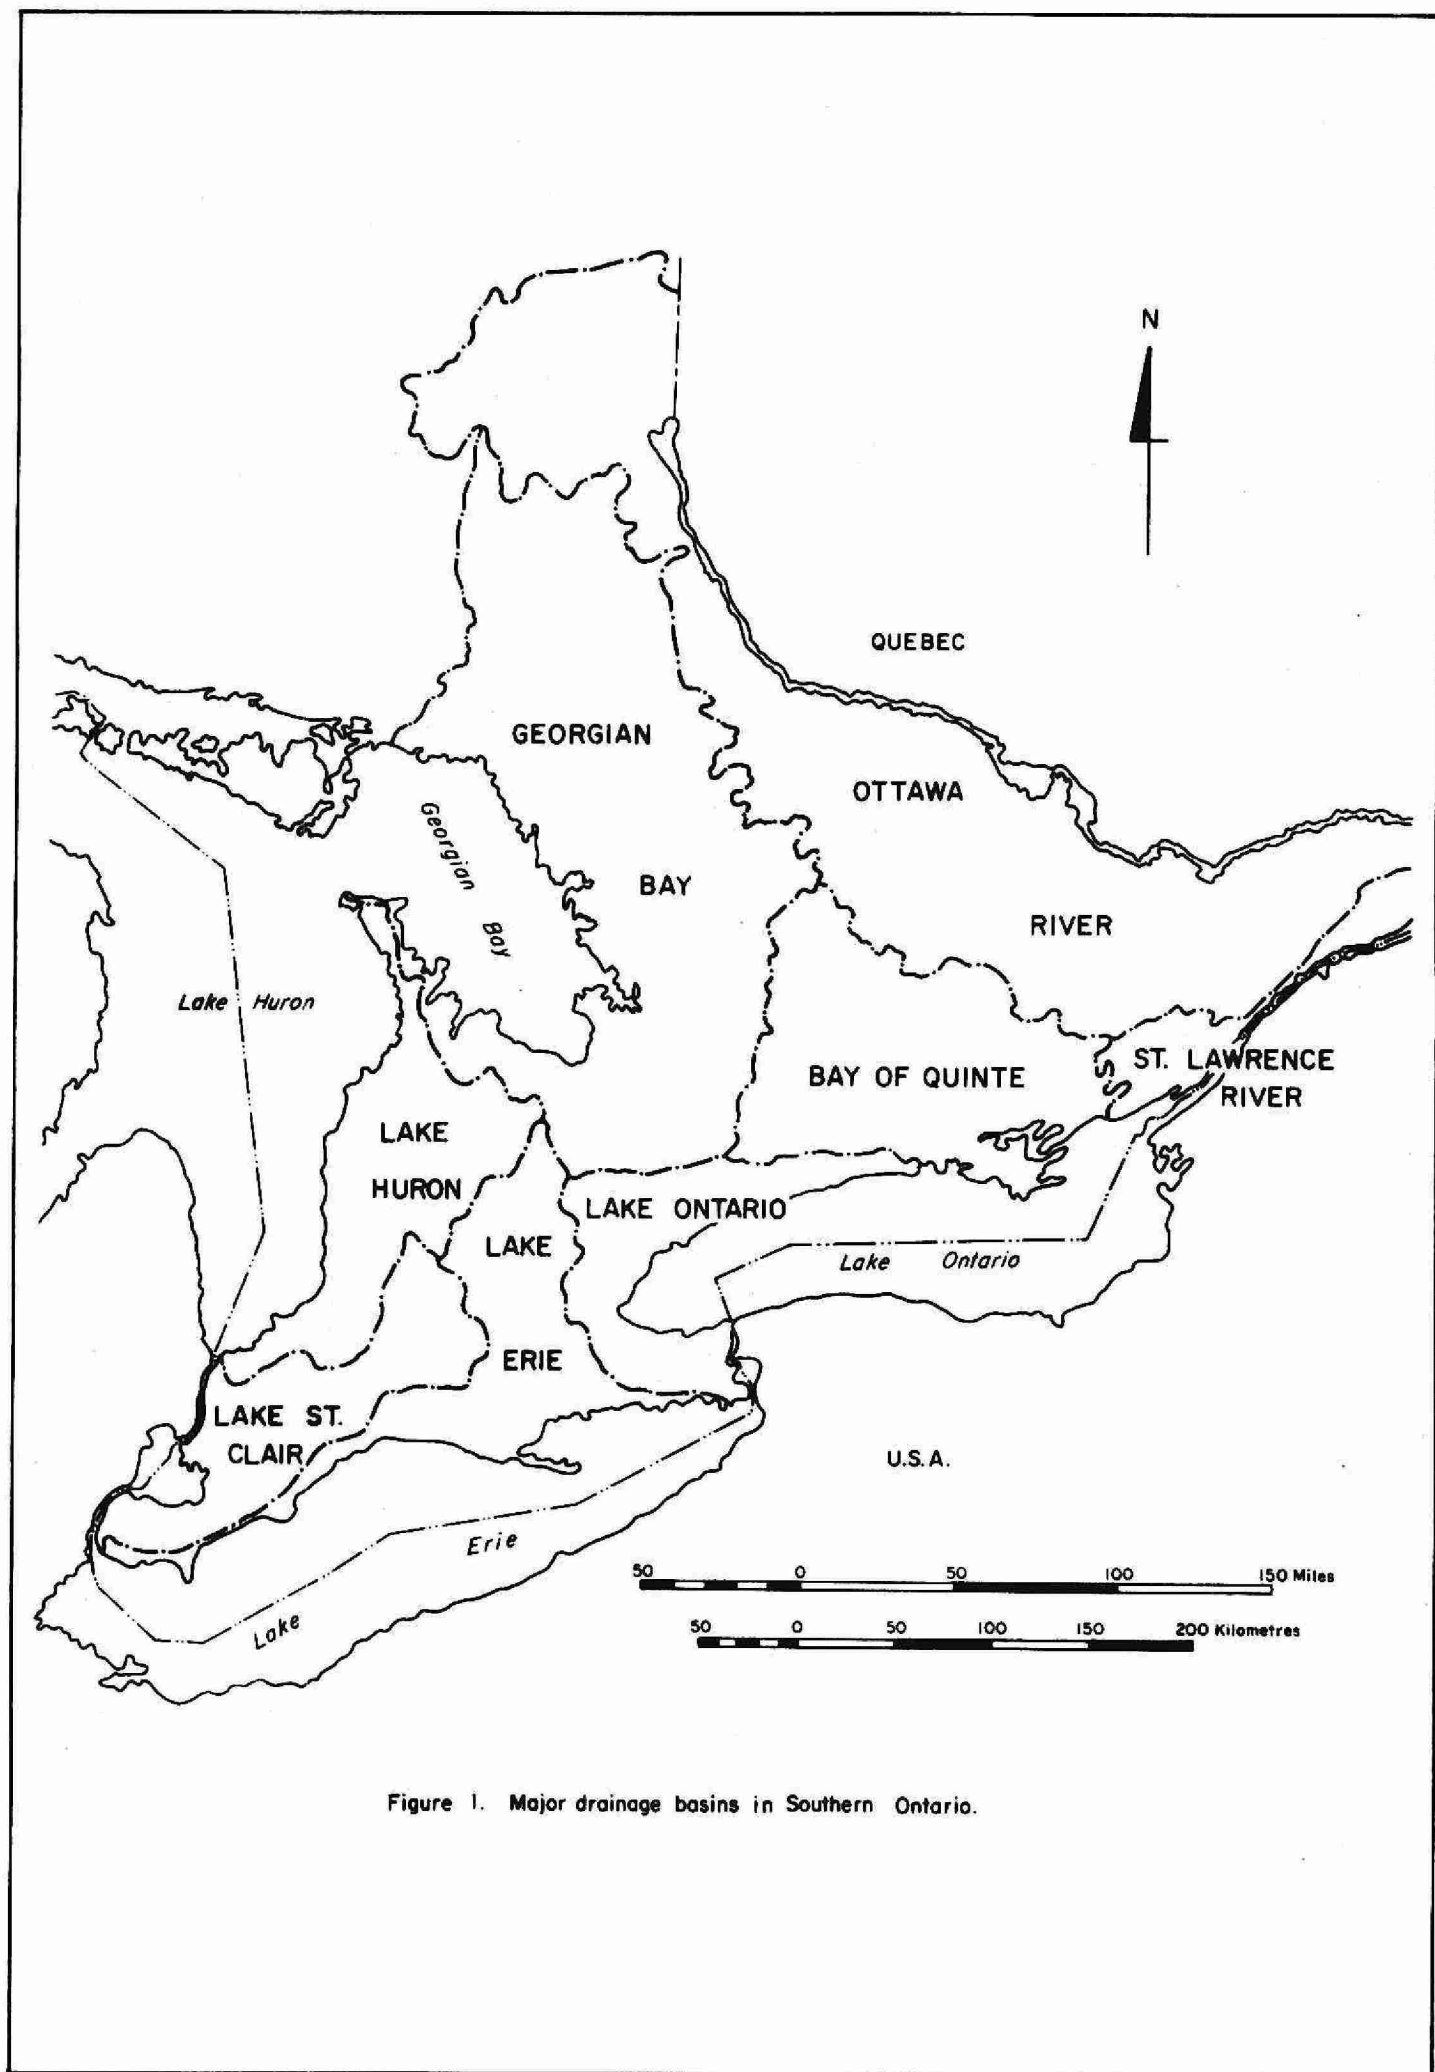 N
QUEBEC
GEORGIAN
OTTAWA
Georgian
BAY
RIVER
Bay
Lake Huron
ST. LAWRENCE
BAY OF QUINTE
RIVER
LAKE
HURON
LAKE ONTARIO
LAKE
Lake Ontario
ERIE
LAKE ST.
CLAIR
U.S.A.
Erie
Lake
50 0 50 100 150 Miles
50 0 50 100 150 200 Kilometres
Figure 1. Major drainage basins in Southern Ontario.